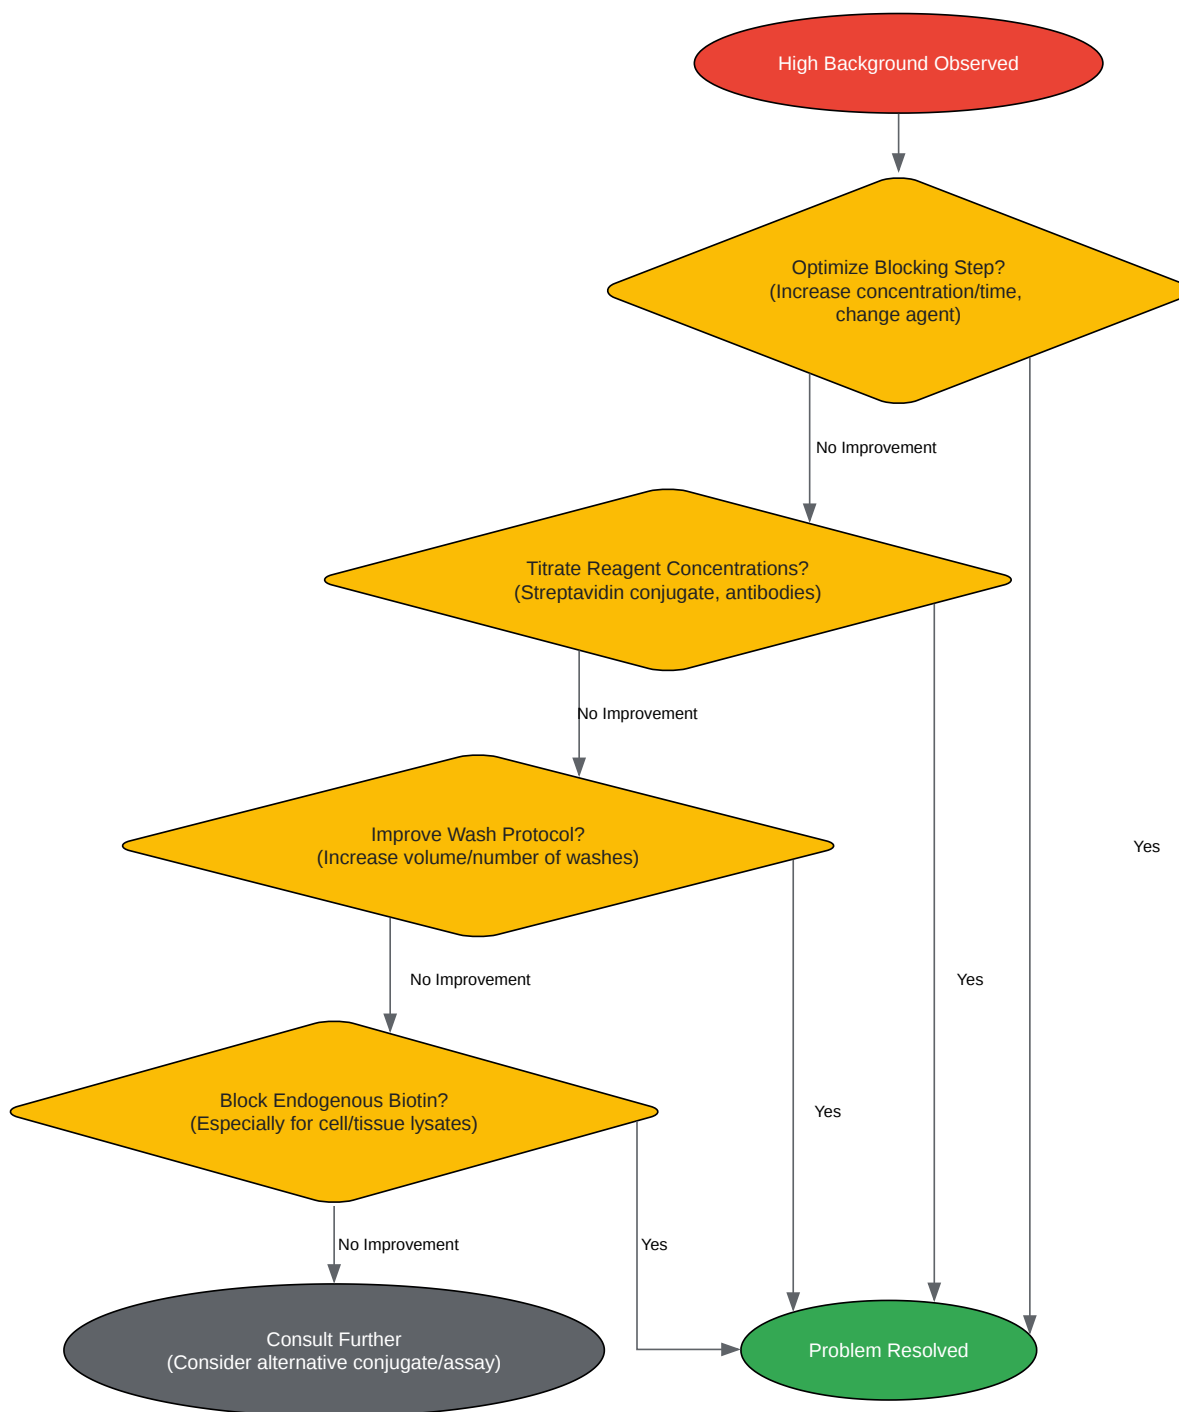 High Background Observed
Optimize Blocking Step?
(Increase concentration/time,
change agent)
No Improvement
Titrate Reagent Concentrations?
(Streptavidin conjugate, antibodies)
No Improvement
Improve Wash Protocol?
(Increase volume/number of washes)
Yes
No Improvement
Yes
Block Endogenous Biotin?
(Especially for cell/tissue lysates)
Yes
No Improvement
Yes
Consult Further
(Consider alternative conjugate/assay)
Problem Resolved